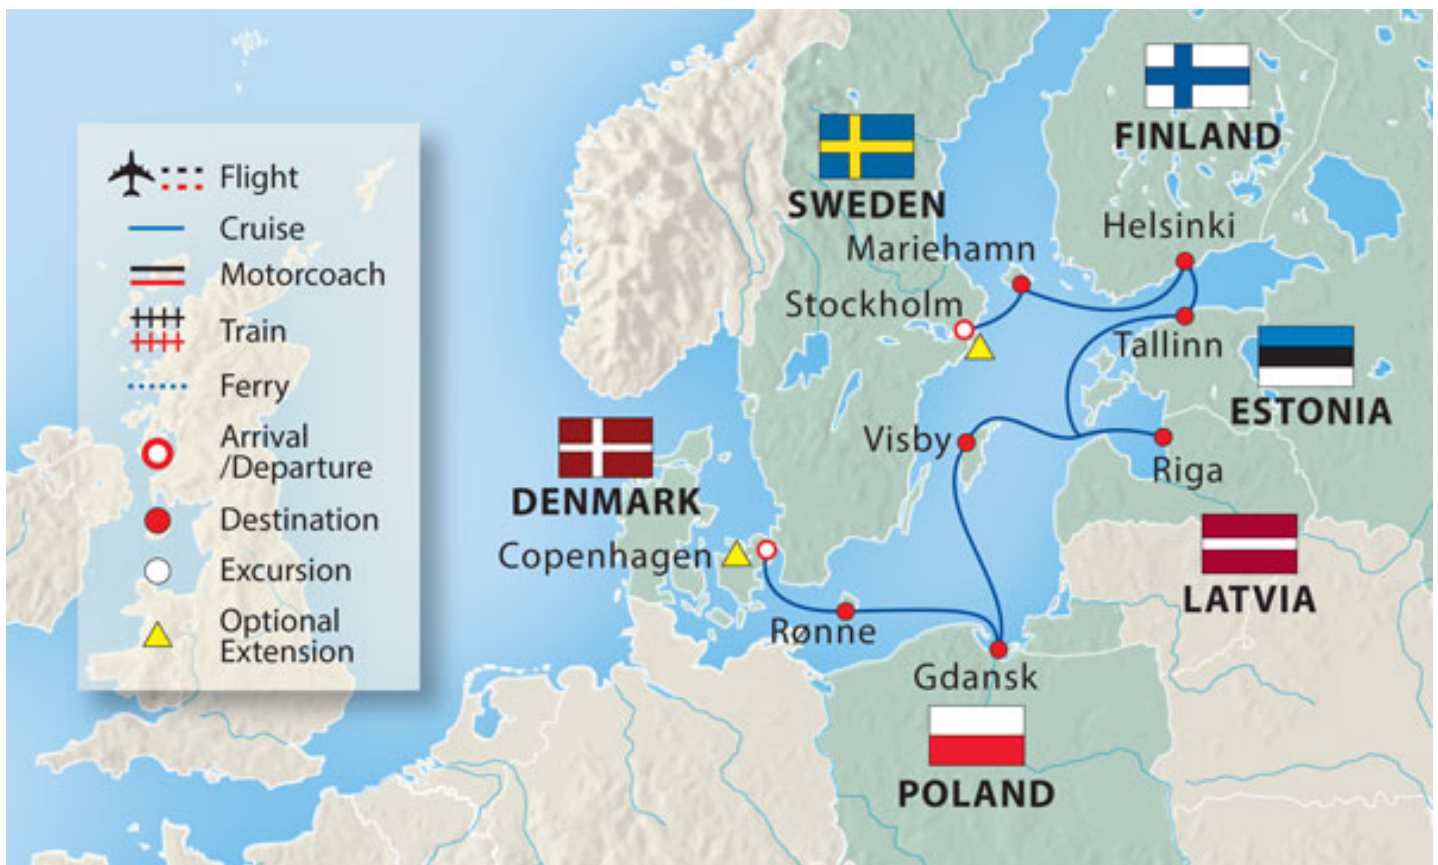 Flight
Cruise
Motorcoach
Train
Ferry
Arrival
/Departure
Destination
Excursion
Optional
Extension
FINLAND
SWEDEN
Helsinki
Mariehamn
Stockholm
Tallinn
ESTONIA
Visby
Riga
DENMARK
Copenhagen
LATVIA
Rønne
Gdansk
POLAND